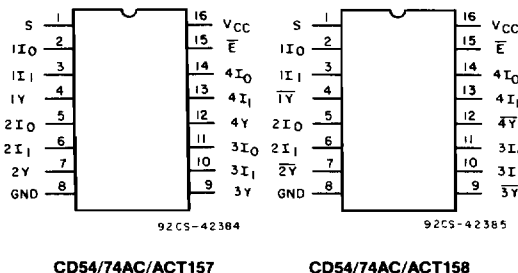 S 1 16 VCC
1I0 2 15 E̅
1I1 3 14 4I0
1Y 4 13 4I1
2I0 5 12 4Y
2I1 6 11 3I0
2Y 7 10 3I1
GND 8 9 3Y
92CS-42384
CD54/74AC/ACT157
S 1 16 VCC
1I0 2 15 E̅
1I1 3 14 4I0
1Y̅ 4 13 4I
2I0 5 12 4Y̅
2I1 6 11 3I
2Y̅ 7 10 3I
GND 8 9 3Y̅
92CS-42385
CD54/74AC/ACT158